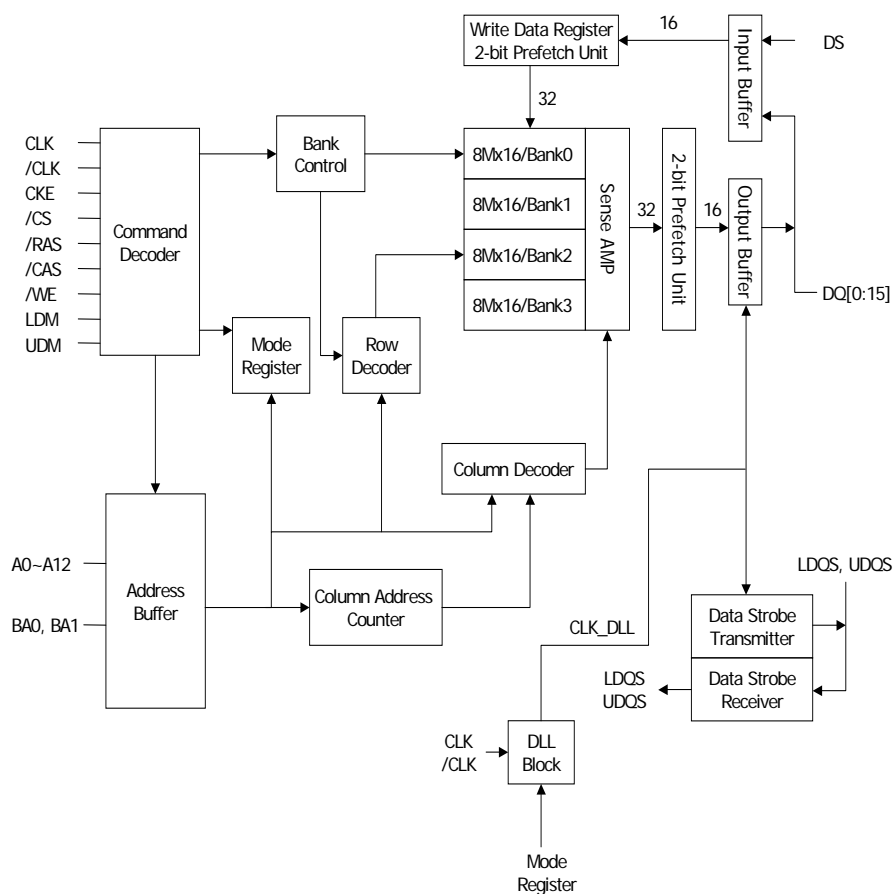 Write Data Register
2-bit Prefetch Unit
16
Input Buffer
DS
32
CLK
/CLK
CKE
/CS
/RAS
/CAS
/WE
LDM
UDM
Command
Decoder
Bank
Control
8Mx16/Bank0
8Mx16/Bank1
8Mx16/Bank2
8Mx16/Bank3
Sense AMP
32
2-bit Prefetch Unit
16
Output Buffer
DQ[0:15]
Mode
Register
Row
Decoder
Column Decoder
A0~A12
BA0, BA1
Address
Buffer
Column Address
Counter
CLK_DLL
LDQS, UDQS
Data Strobe
Transmitter
Data Strobe
Receiver
LDQS
UDQS
CLK
/CLK
DLL
Block
Mode
Register